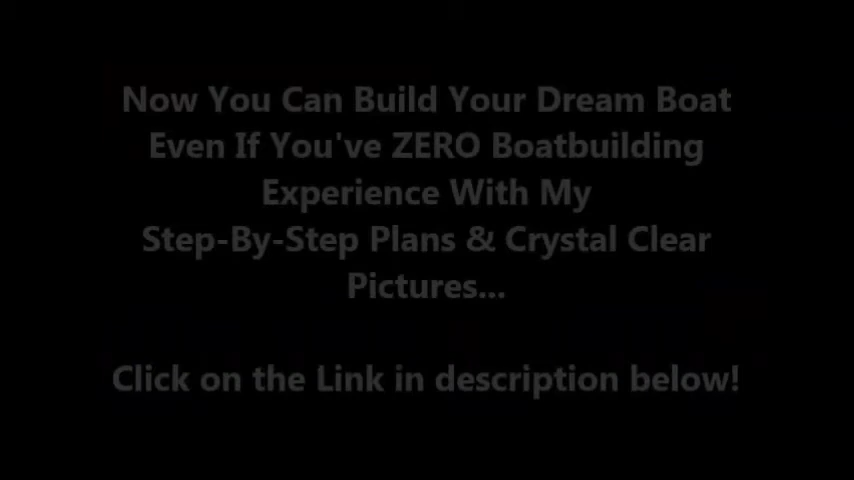 Now You Can Build Your Dream Boat
Even If You've ZERO Boatbuilding
Experience With My
Step-By-Step Plans & Crystal Clear
Pictures...
Click on the Link in description below!